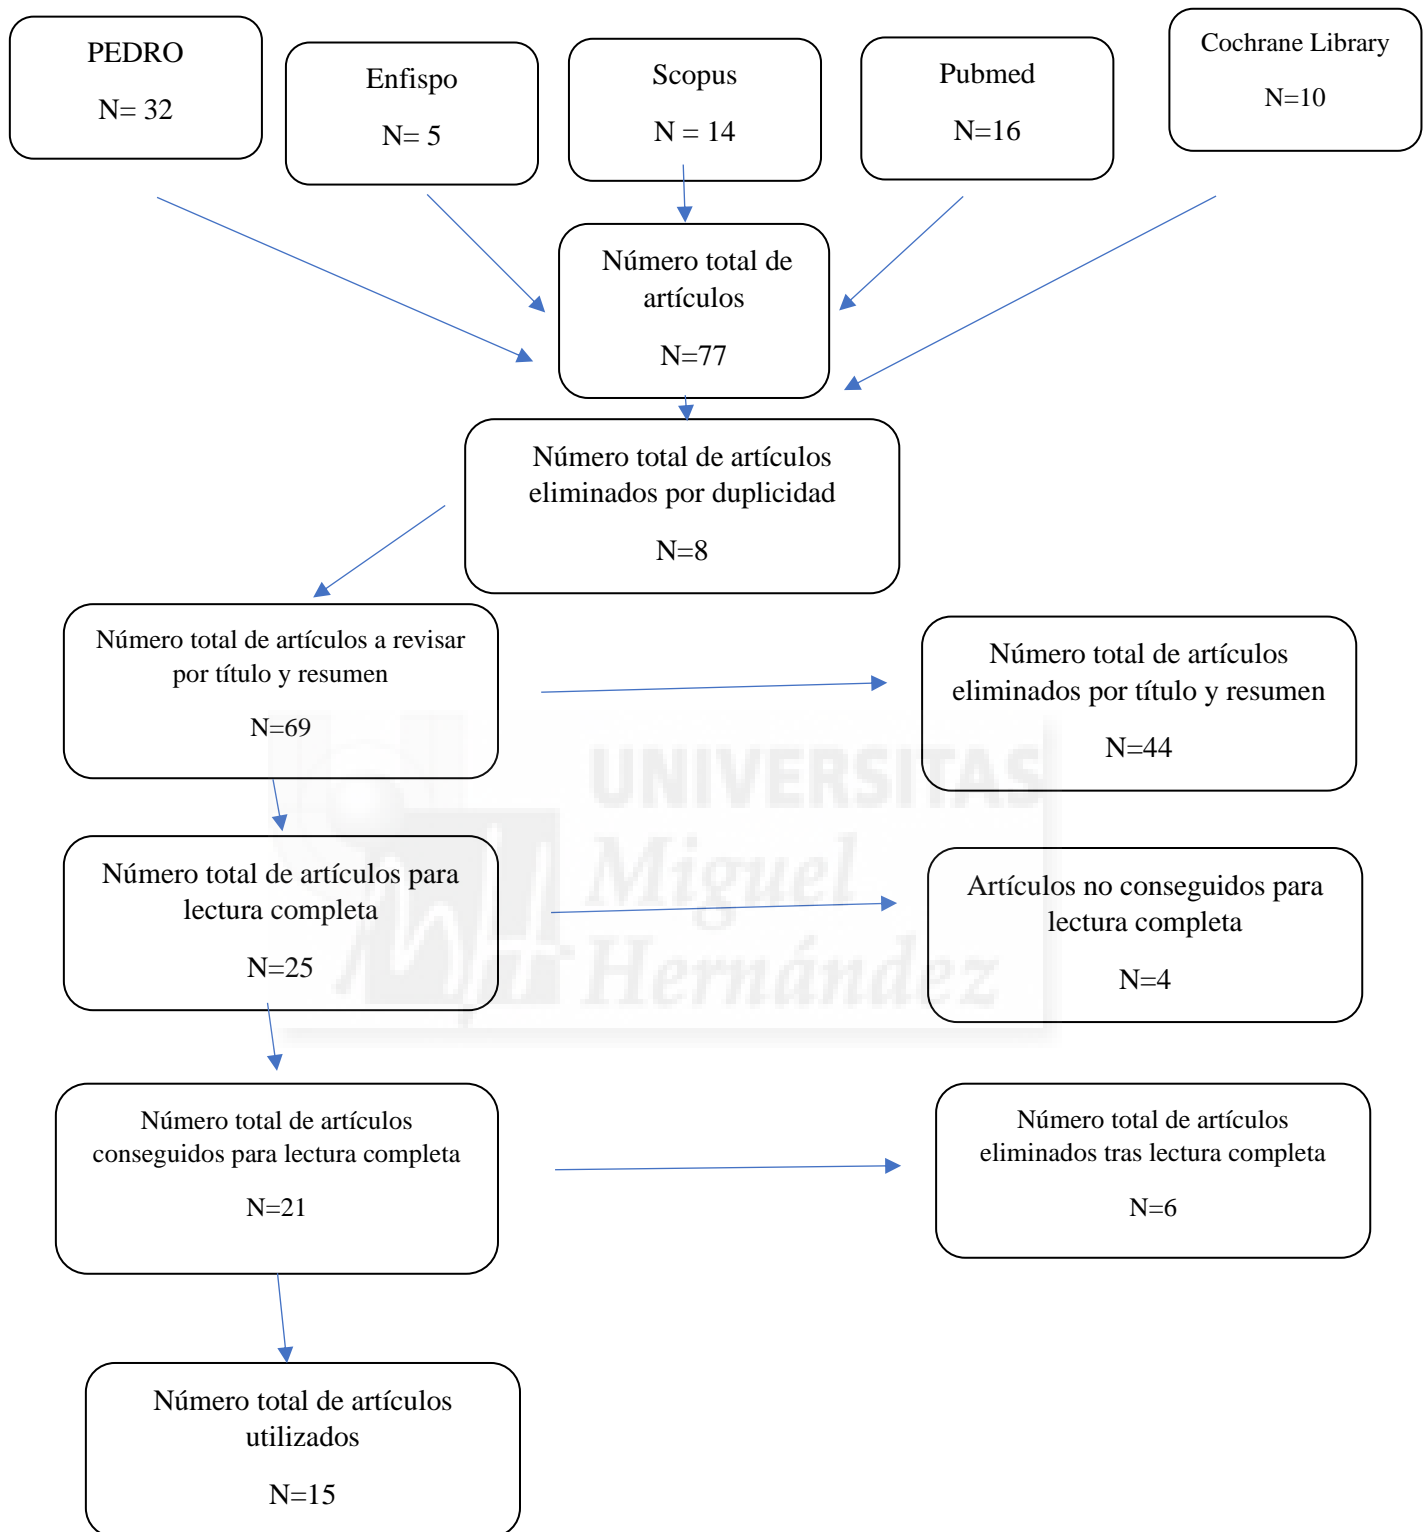 PEDRO
N= 32
Enfispo
N= 5
Scopus
N = 14
Pubmed
N=16
Cochrane Library
N=10
Número total de
artículos
N=77
Número total de artículos
eliminados por duplicidad
N=8
Número total de artículos a revisar
por título y resumen
N=69
Número total de artículos
eliminados por título y resumen
N=44
UNIVERSITAS
Miguel
Hernández
Número total de artículos para
lectura completa
N=25
Artículos no conseguidos para
lectura completa
N=4
Número total de artículos
conseguidos para lectura completa
N=21
Número total de artículos
eliminados tras lectura completa
N=6
Número total de artículos
utilizados
N=15